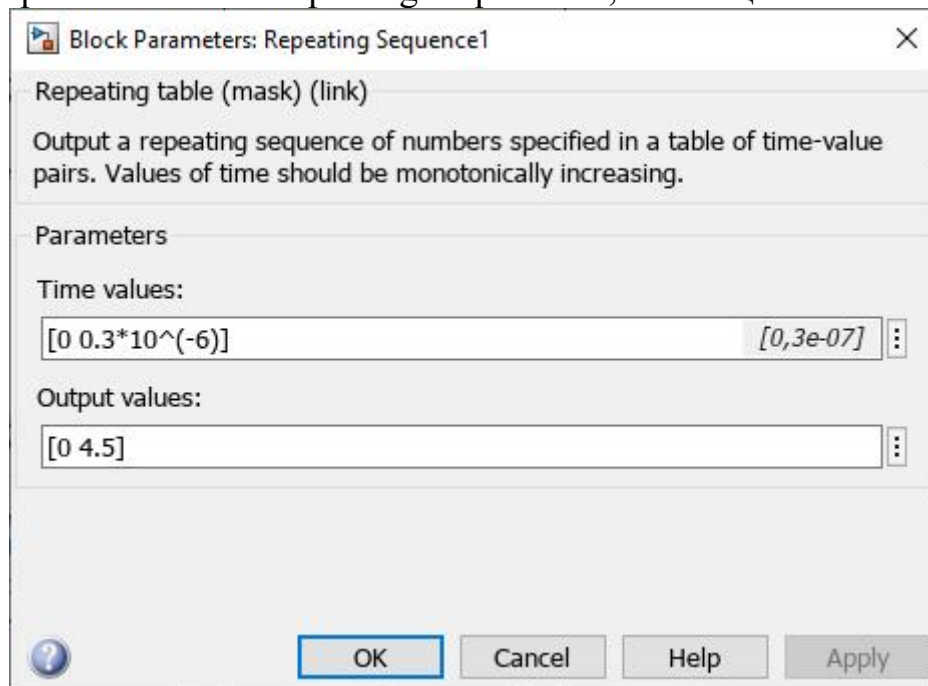 Block Parameters: Repeating Sequence1
Repeating table (mask) (link)
Output a repeating sequence of numbers specified in a table of time-value
pairs. Values of time should be monotonically increasing.
Parameters
Time values:
[0 0.3*10^(-6)] [0,3e-07]
Output values:
[0 4.5]
OK Cancel Help Apply